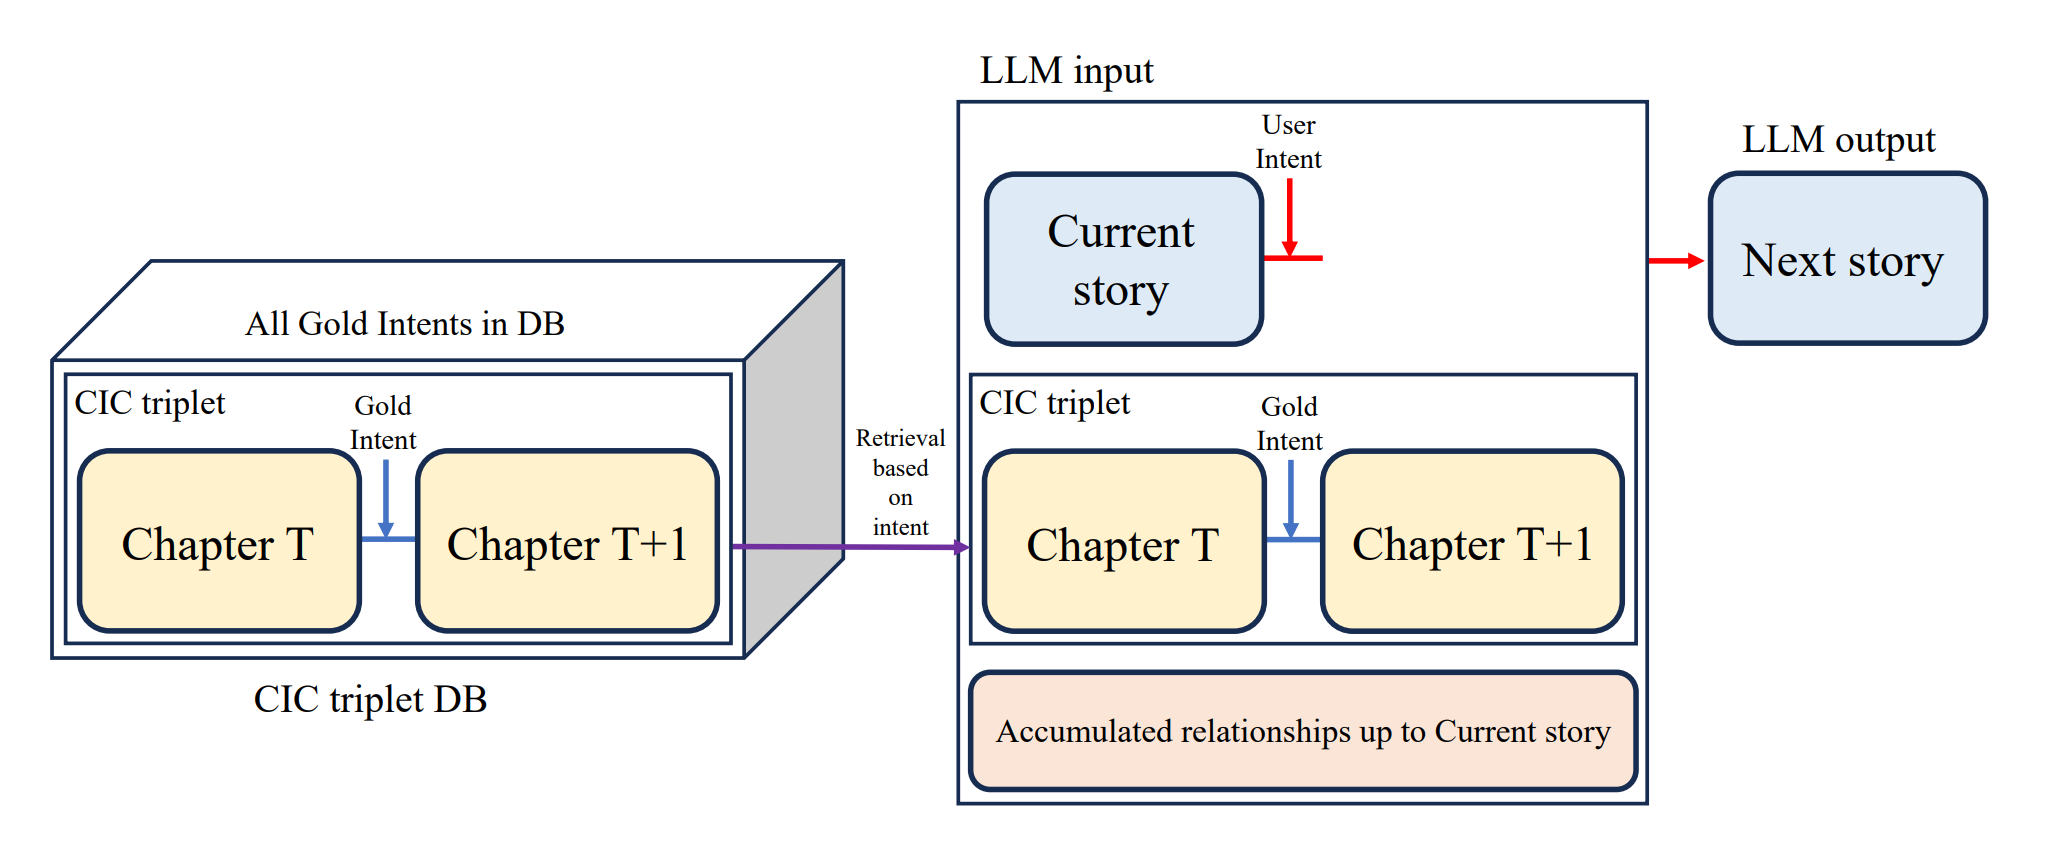 All Gold Intents in DB
CIC triplet
Gold
Intent
Chapter T
Chapter T+1
CIC triplet DB
Retrieval
based
on
intent
LLM input
User
Intent
Current
story
CIC triplet
Gold
Intent
Chapter T
Chapter T+1
Accumulated relationships up to Current story
LLM output
Next story